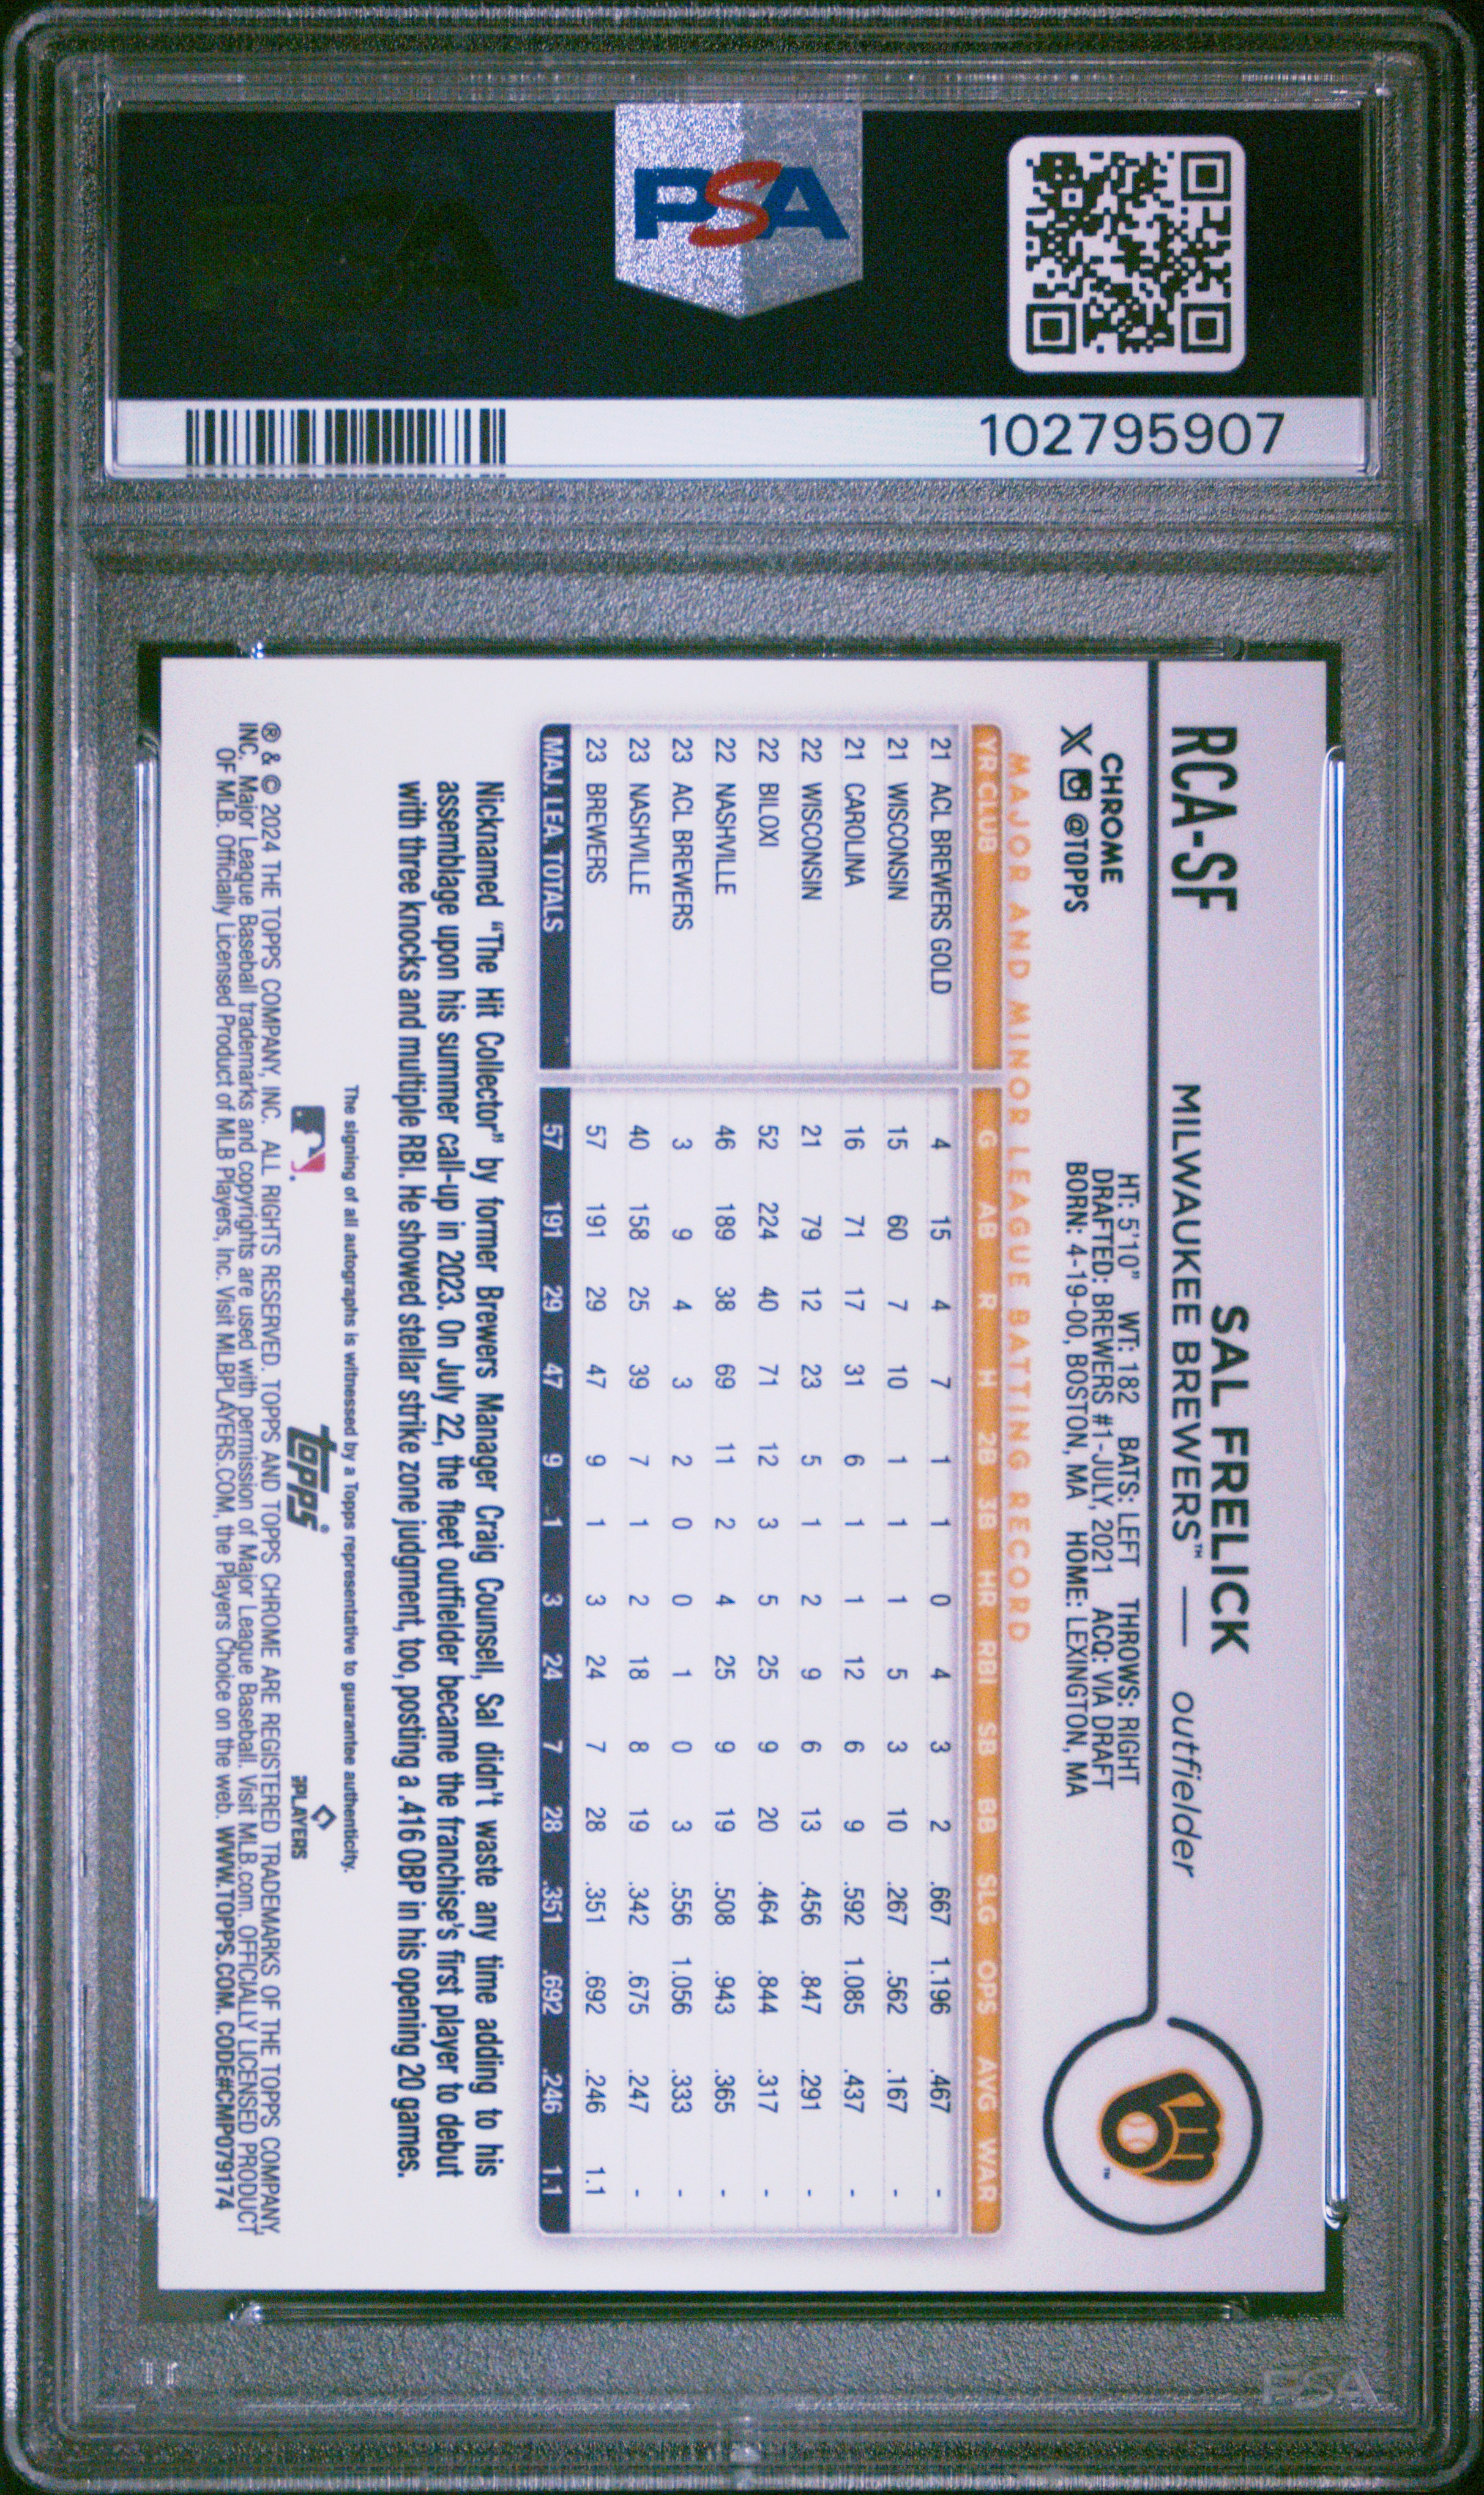 PSA
102795907
RCA-SF
SAL FRELICK
MILWAUKEE BREWERS™ — outfielder
CHROME
X @TOPPS
HT: 5'10" WT: 182 BATS: LEFT THROWS: RIGHT
DRAFTED: BREWERS #1-JULY, 2021 ACQ: VIA DRAFT
BORN: 4-19-00, BOSTON, MA HOME: LEXINGTON, MA
MAJOR AND MINOR LEAGUE BATTING RECORD
YR CLUB G AB R H 2B 3B HR RBI SB BB SLG OPS AVG WAR
21 ACL BREWERS GOLD 4 15 4 7 1 1 0 4 3 2 .667 1.196 .467 -
21 WISCONSIN 15 60 7 10 1 1 1 5 3 10 .267 .562 .167 -
21 CAROLINA 16 71 17 31 6 1 1 12 6 9 .592 1.085 .437 -
22 WISCONSIN 21 79 12 23 5 1 2 9 6 13 .456 .847 .291 -
22 BILOXI 52 224 40 71 12 3 5 25 9 20 .464 .844 .317 -
22 NASHVILLE 46 189 38 69 11 2 4 25 9 19 .508 .943 .365 -
23 ACL BREWERS 3 9 4 3 2 0 0 1 0 3 .556 1.056 .333 -
23 NASHVILLE 40 158 25 39 7 1 2 18 8 19 .342 .675 .247 -
23 BREWERS 57 191 29 47 9 1 3 24 7 28 .351 .692 .246 1.1
MAJ. LEA. TOTALS 57 191 29 47 9 1 3 24 7 28 .351 .692 .246 1.1
Nicknamed “The Hit Collector” by former Brewers Manager Craig Counsell, Sal didn't waste any time adding to his
assemblage upon his summer call-up in 2023. On July 22, the fleet outfielder became the franchise's first player to debut
with three knocks and multiple RBI. He showed stellar strike zone judgment, too, posting a .416 OBP in his opening 20 games.
The signing of all autographs is witnessed by a Topps representative to guarantee authenticity.
topps®
PLAYERS
® & © 2024 THE TOPPS COMPANY, INC. ALL RIGHTS RESERVED. TOPPS AND TOPPS CHROME ARE REGISTERED TRADEMARKS OF THE TOPPS COMPANY,
INC. Major League Baseball trademarks and copyrights are used with permission of Major League Baseball. Visit MLB.com. OFFICIALLY LICENSED PRODUCT
OF MLB. Officially Licensed Product of MLB Players, Inc. Visit MLBPLAYERS.COM, the Players Choice on the web. WWW.TOPPS.COM. CODE#CMP079174
PSA